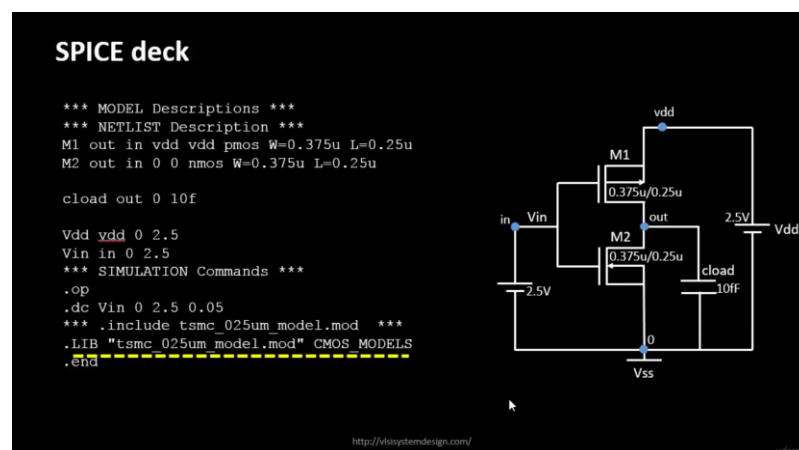 SPICE deck
*** MODEL Descriptions ***
*** NETLIST Description ***
M1 out in vdd vdd pmos W=0.375u L=0.25u
M2 out in 0 0 nmos W=0.375u L=0.25u
cload out 0 10f
Vdd vdd 0 2.5
Vin in 0 2.5
*** SIMULATION Commands ***
.op
.dc Vin 0 2.5 0.05
*** .include tsmc_025um_model.mod ***
.LIB "tsmc_025um_model.mod" CMOS_MODELS
.end
vdd
M1
0.375u/0.25u
in
Vin
out
2.5V
Vdd
M2
0.375u/0.25u
cload
10fF
2.5V
0
Vss
http://vlsisystemdesign.com/